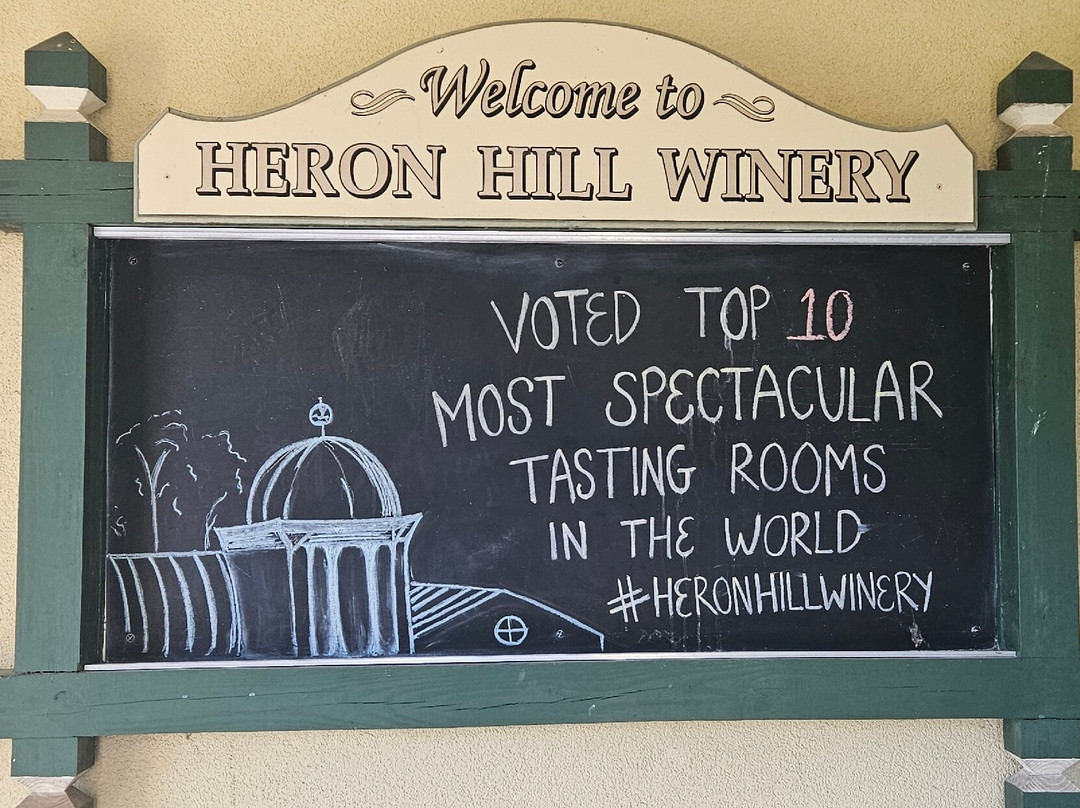 Welcome to
HERON HILL WINERY
VOTED TOP 10
MOST SPECTACULAR
TASTING ROOMS
IN THE WORLD
#HERONHILLWINERY